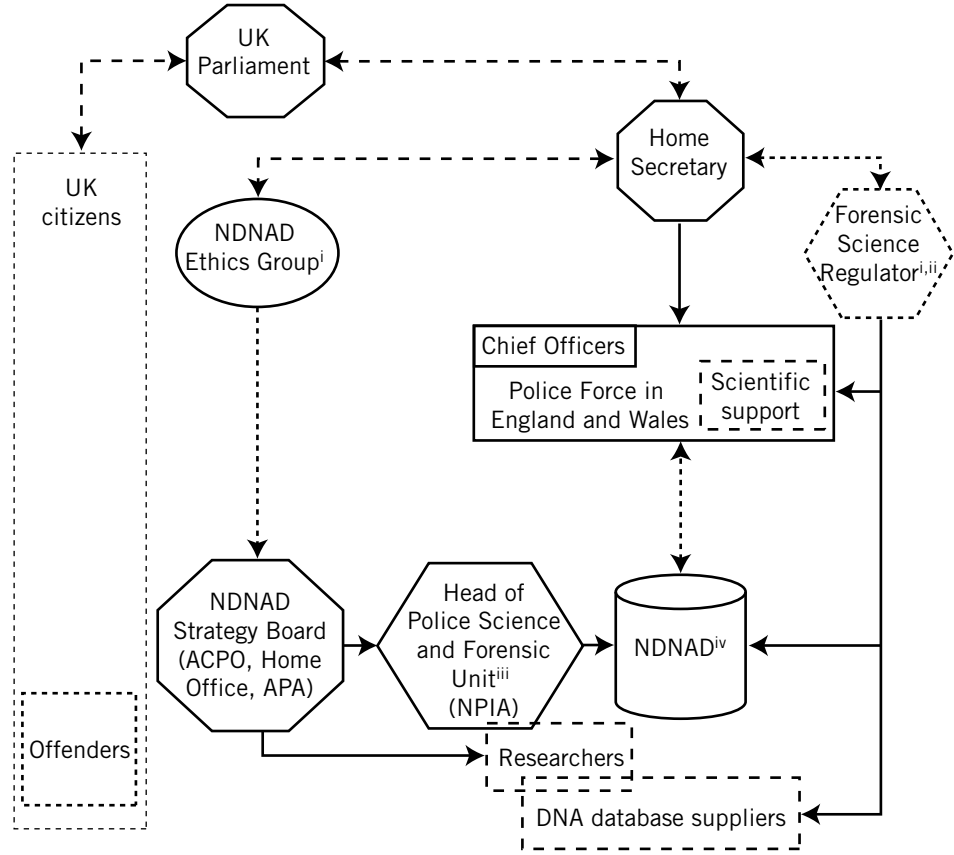 UK
Parliament
Home
Secretary
UK
citizens
NDNAD
Ethics Groupⁱ
Forensic
Science
Regulatorⁱ,ⁱⁱ
Chief Officers
Police Force in
England and Wales
Scientific
support
NDNAD
Strategy Board
(ACPO, Home
Office, APA)
Head of
Police Science
and Forensic
Unitⁱⁱⁱ
(NPIA)
NDNADⁱᵛ
Offenders
Researchers
DNA database suppliers